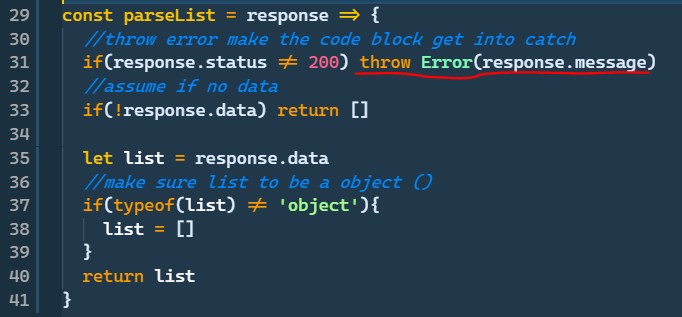 29 const parseList = response => {
30 //throw error make the code block get into catch
31 if(response.status != 200) throw Error(response.message)
32 //assume if no data
33 if(!response.data) return []
34
35 let list = response.data
36 //make sure list to be a object ()
37 if(typeof(list) != 'object'){
38 list = []
39 }
40 return list
41 }